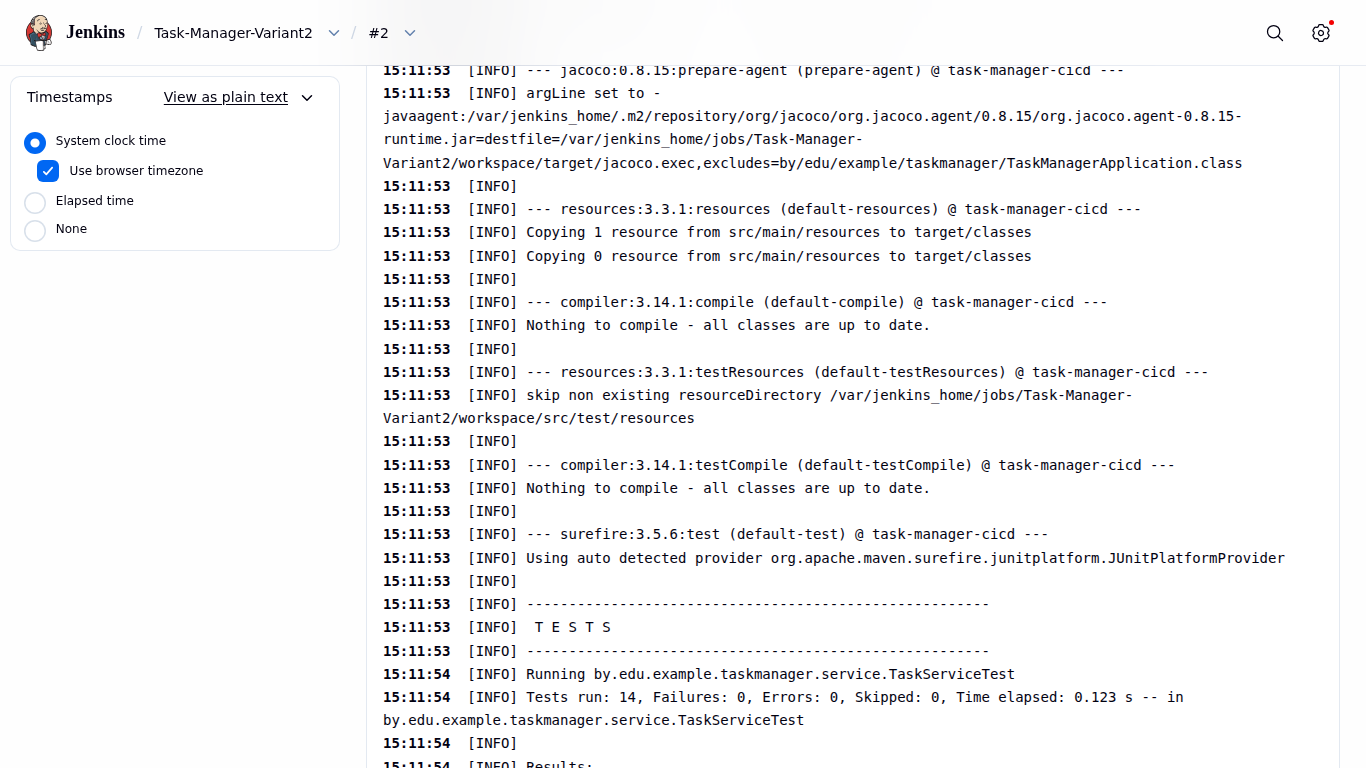 Jenkins / Task-Manager-Variant2 / #2
Timestamps View as plain text
System clock time
Use browser timezone
Elapsed time
None
15:11:53 [INFO] --- jacoco:0.8.15:prepare-agent (prepare-agent) @ task-manager-cicd ---
15:11:53 [INFO] argLine set to -
javaagent:/var/jenkins_home/.m2/repository/org/jacoco/org.jacoco.agent/0.8.15/org.jacoco.agent-0.8.15-
runtime.jar=destfile=/var/jenkins_home/jobs/Task-Manager-
Variant2/workspace/target/jacoco.exec,excludes=by/edu/example/taskmanager/TaskManagerApplication.class
15:11:53 [INFO]
15:11:53 [INFO] --- resources:3.3.1:resources (default-resources) @ task-manager-cicd ---
15:11:53 [INFO] Copying 1 resource from src/main/resources to target/classes
15:11:53 [INFO] Copying 0 resource from src/main/resources to target/classes
15:11:53 [INFO]
15:11:53 [INFO] --- compiler:3.14.1:compile (default-compile) @ task-manager-cicd ---
15:11:53 [INFO] Nothing to compile - all classes are up to date.
15:11:53 [INFO]
15:11:53 [INFO] --- resources:3.3.1:testResources (default-testResources) @ task-manager-cicd ---
15:11:53 [INFO] skip non existing resourceDirectory /var/jenkins_home/jobs/Task-Manager-
Variant2/workspace/src/test/resources
15:11:53 [INFO]
15:11:53 [INFO] --- compiler:3.14.1:testCompile (default-testCompile) @ task-manager-cicd ---
15:11:53 [INFO] Nothing to compile - all classes are up to date.
15:11:53 [INFO]
15:11:53 [INFO] --- surefire:3.5.6:test (default-test) @ task-manager-cicd ---
15:11:53 [INFO] Using auto detected provider org.apache.maven.surefire.junitplatform.JUnitPlatformProvider
15:11:53 [INFO]
15:11:53 [INFO] -------------------------------------------------------
15:11:53 [INFO]  T E S T S
15:11:53 [INFO] -------------------------------------------------------
15:11:54 [INFO] Running by.edu.example.taskmanager.service.TaskServiceTest
15:11:54 [INFO] Tests run: 14, Failures: 0, Errors: 0, Skipped: 0, Time elapsed: 0.123 s -- in
by.edu.example.taskmanager.service.TaskServiceTest
15:11:54 [INFO]
15:11:54 [INFO] Results: